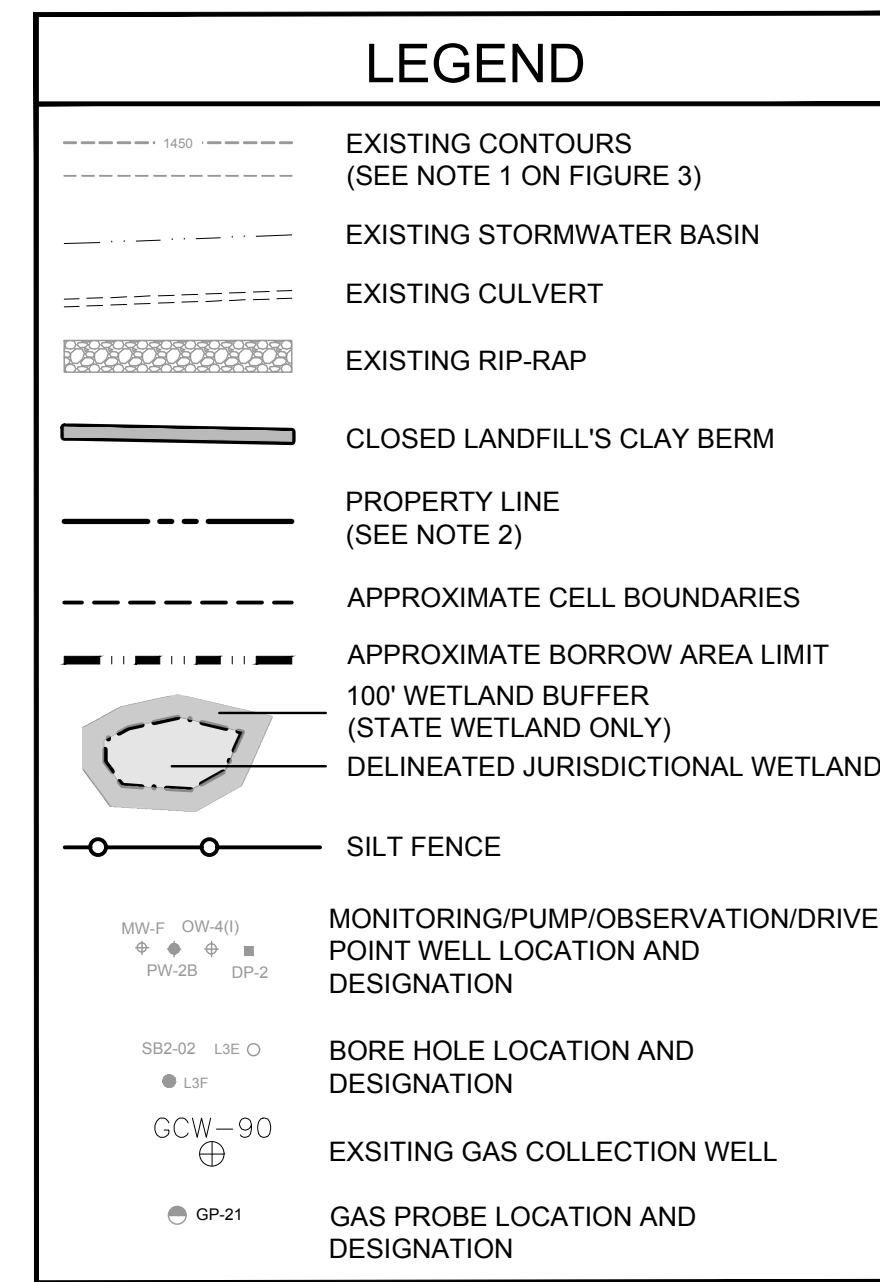 LEGEND
1450
EXISTING CONTOURS
(SEE NOTE 1 ON FIGURE 3)
EXISTING STORMWATER BASIN
EXISTING CULVERT
EXISTING RIP-RAP
CLOSED LANDFILL'S CLAY BERM
PROPERTY LINE
(SEE NOTE 2)
APPROXIMATE CELL BOUNDARIES
APPROXIMATE BORROW AREA LIMIT
100' WETLAND BUFFER
(STATE WETLAND ONLY)
DELINEATED JURISDICTIONAL WETLAND
SILT FENCE
MW-F OW-4(I)
PW-2B DP-2
MONITORING/PUMP/OBSERVATION/DRIVE
POINT WELL LOCATION AND
DESIGNATION
SB2-02 L3E
L3F
BORE HOLE LOCATION AND
DESIGNATION
GCW-90
EXSITING GAS COLLECTION WELL
GP-21
GAS PROBE LOCATION AND
DESIGNATION